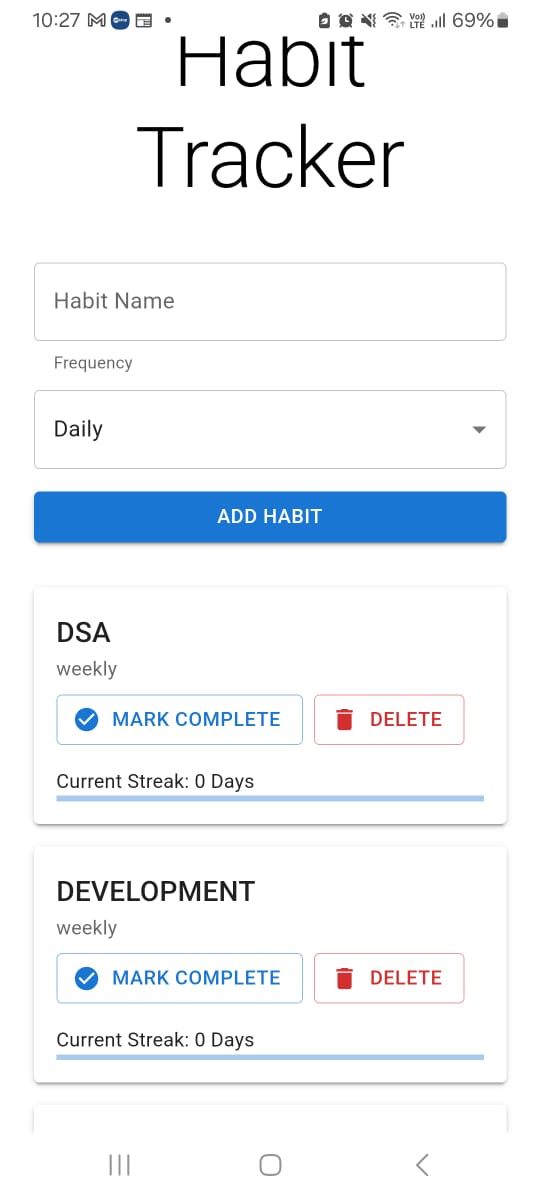 10:27 VoLTE 69%
Habit
Tracker
Habit Name
Frequency
Daily
ADD HABIT
DSA
weekly
MARK COMPLETE DELETE
Current Streak: 0 Days
DEVELOPMENT
weekly
MARK COMPLETE DELETE
Current Streak: 0 Days